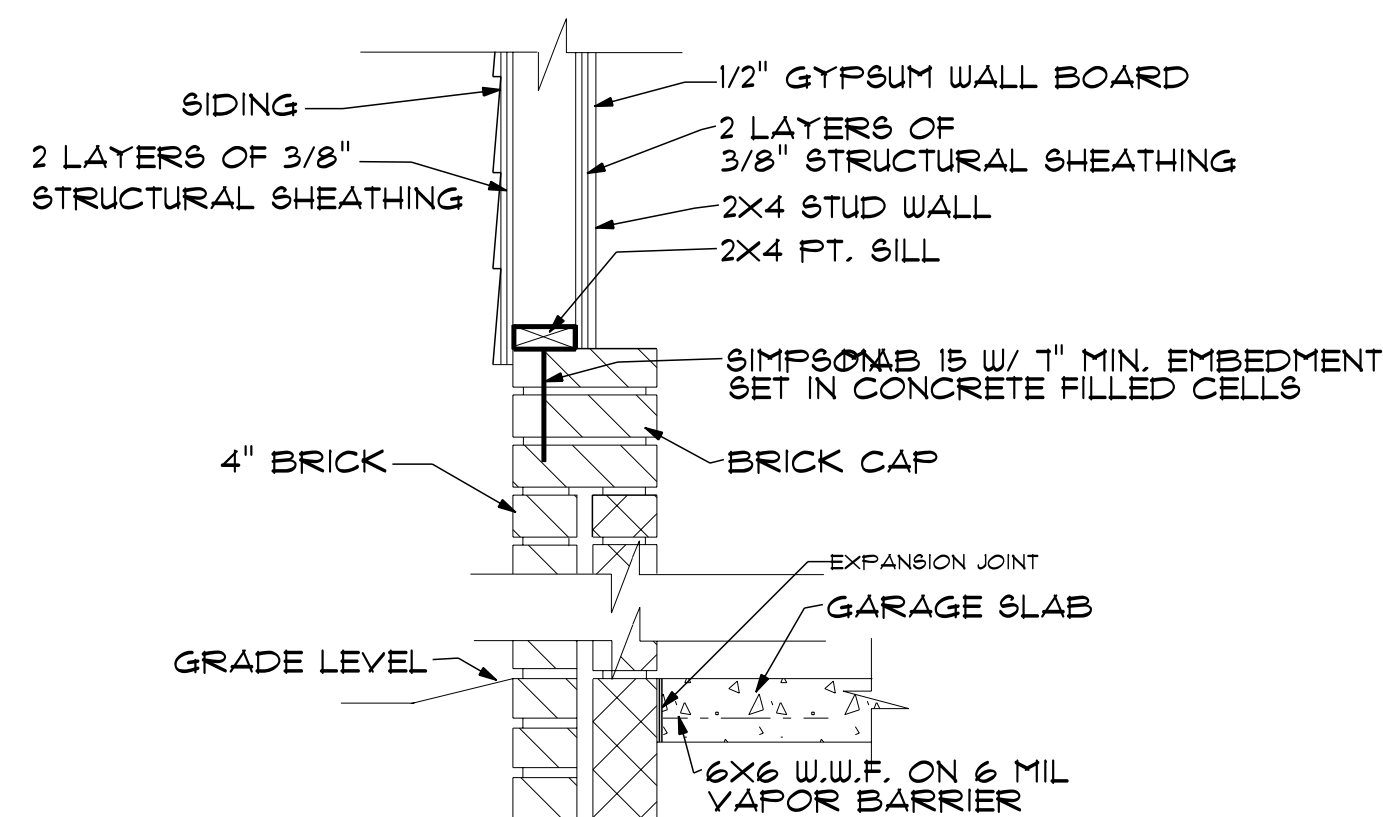 1/2" GYPSUM WALL BOARD
SIDING
2 LAYERS OF
3/8" STRUCTURAL SHEATHING
2 LAYERS OF 3/8"
STRUCTURAL SHEATHING
2X4 STUD WALL
2X4 PT. SILL
SIMPSON MAB 15 W/ 7" MIN. EMBEDMENT
SET IN CONCRETE FILLED CELLS
4" BRICK
BRICK CAP
EXPANSION JOINT
GARAGE SLAB
GRADE LEVEL
6X6 W.W.F. ON 6 MIL
VAPOR BARRIER